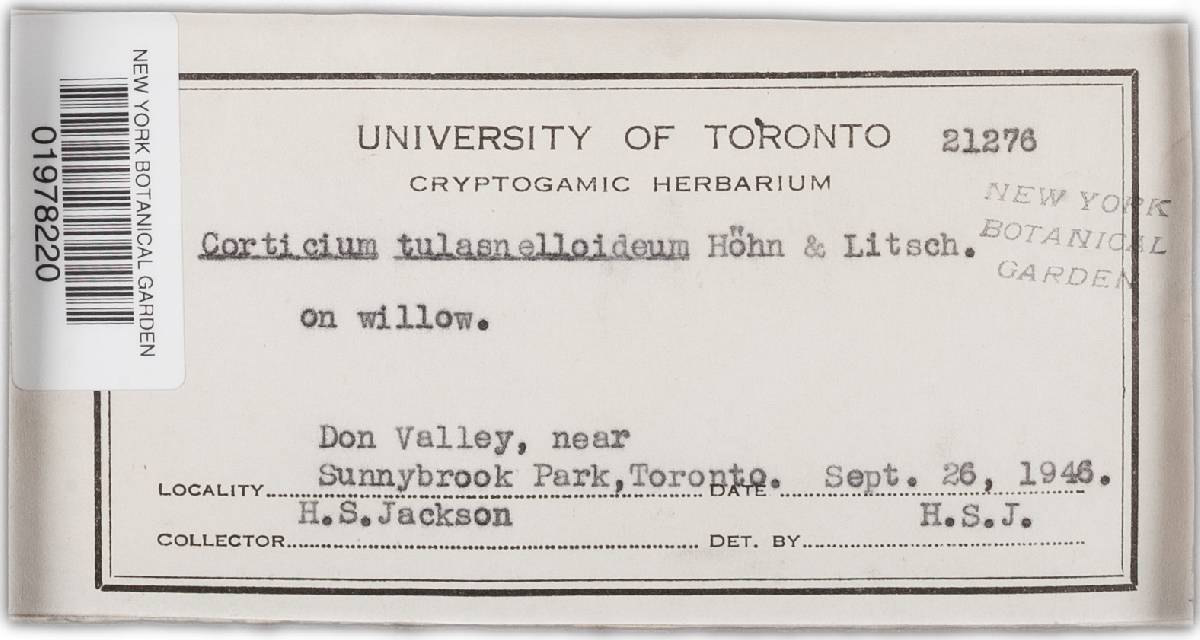 NEW YORK BOTANICAL GARDEN
01978220
UNIVERSITY OF TORONTO 21276
CRYPTOGAMIC HERBARIUM
NEW YORK
BOTANICAL
GARDEN
Corticium tulasnelloideum Höhn & Litsch.
on willow.
Don Valley, near
LOCALITY Sunnybrook Park,Toronto. DATE Sept. 26, 1946.
COLLECTOR H.S.Jackson DET. BY H.S.J.